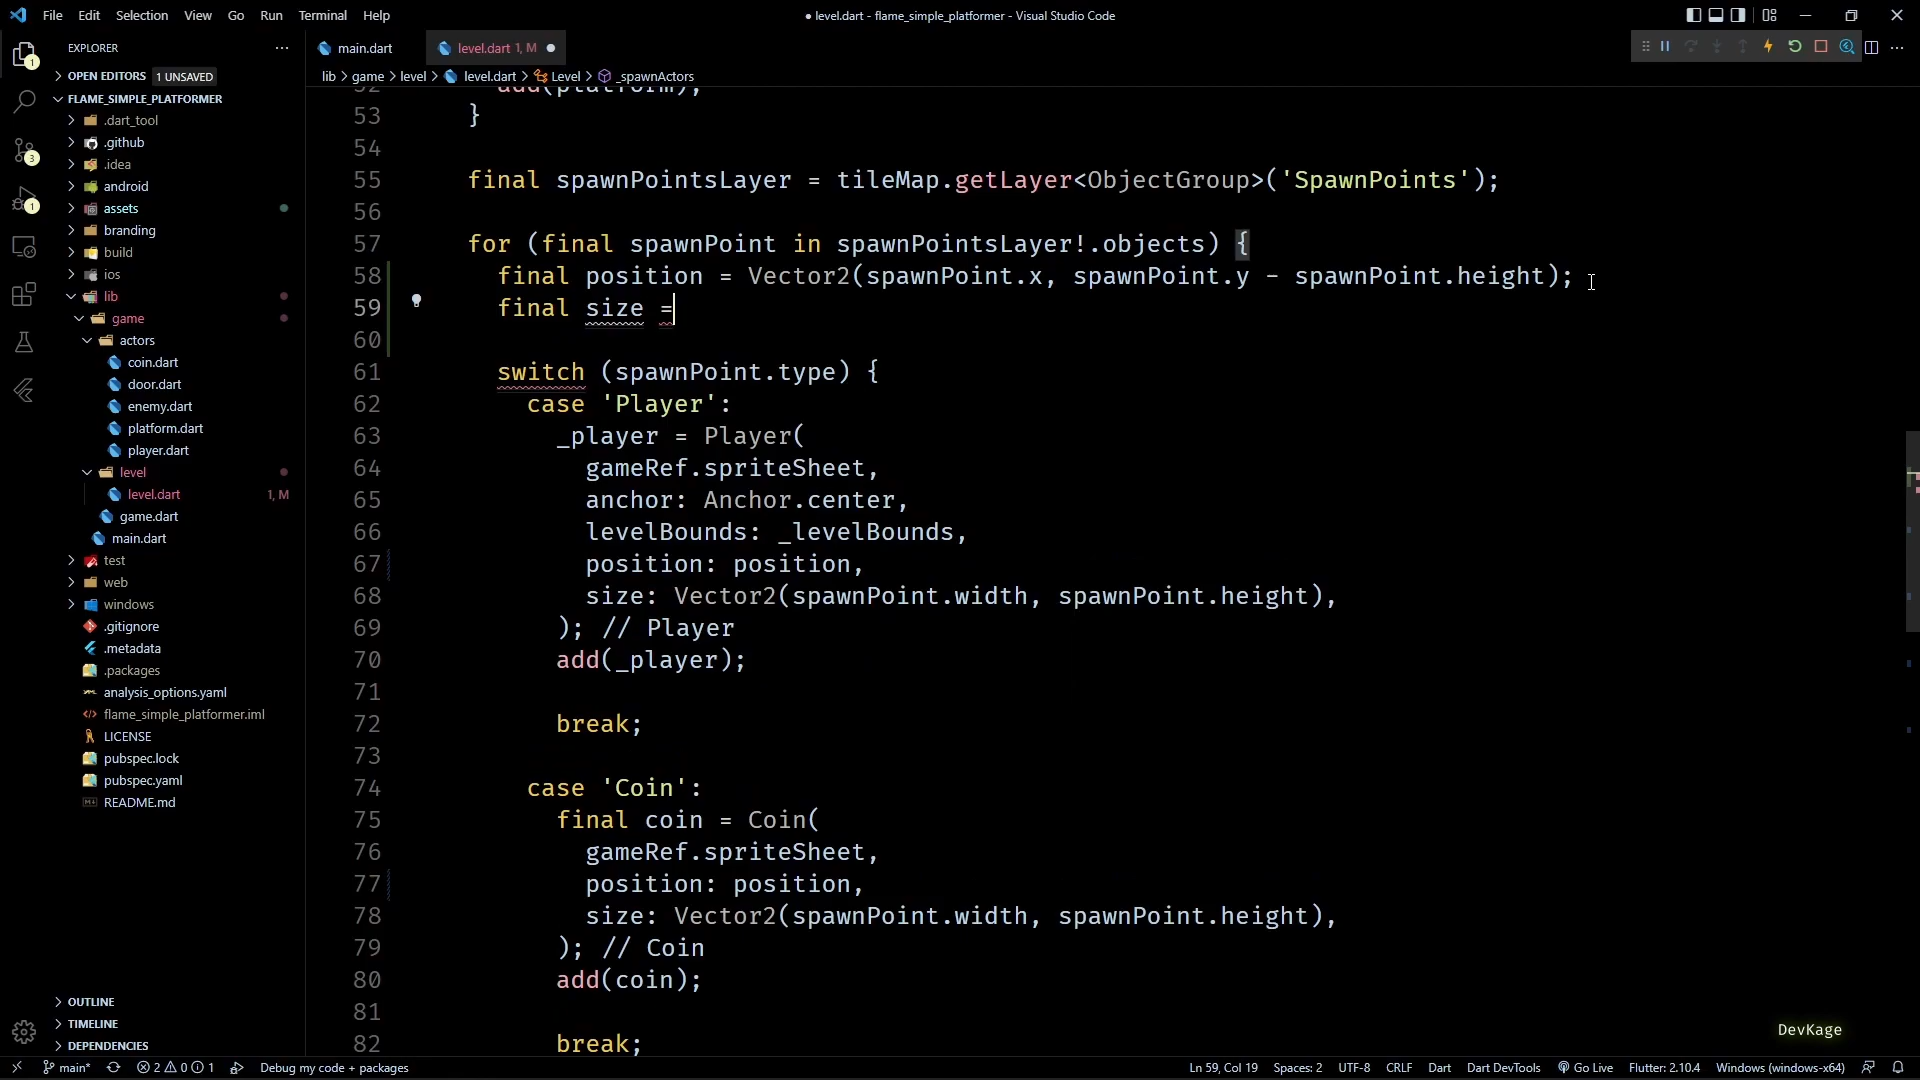 File Edit Selection View Go Run Terminal Help
● level.dart - flame_simple_platformer - Visual Studio Code
EXPLORER
OPEN EDITORS 1 UNSAVED
FLAME_SIMPLE_PLATFORMER
.dart_tool
.github
.idea
android
assets
branding
build
ios
lib
game
actors
coin.dart
door.dart
enemy.dart
platform.dart
player.dart
level
level.dart 1, M
game.dart
main.dart
test
web
windows
.gitignore
.metadata
.packages
analysis_options.yaml
flame_simple_platformer.iml
LICENSE
pubspec.lock
pubspec.yaml
README.md
OUTLINE
TIMELINE
DEPENDENCIES
main.dart level.dart 1, M
lib > game > level > level.dart > Level > _spawnActors
52 add(platform);
53 }
54
55 final spawnPointsLayer = tileMap.getLayer<ObjectGroup>('SpawnPoints');
56
57 for (final spawnPoint in spawnPointsLayer!.objects) {
58 final position = Vector2(spawnPoint.x, spawnPoint.y - spawnPoint.height);
59 final size =
60
61 switch (spawnPoint.type) {
62 case 'Player':
63 _player = Player(
64 gameRef.spriteSheet,
65 anchor: Anchor.center,
66 levelBounds: _levelBounds,
67 position: position,
68 size: Vector2(spawnPoint.width, spawnPoint.height),
69 ); // Player
70 add(_player);
71
72 break;
73
74 case 'Coin':
75 final coin = Coin(
76 gameRef.spriteSheet,
77 position: position,
78 size: Vector2(spawnPoint.width, spawnPoint.height),
79 ); // Coin
80 add(coin);
81
82 break;
DevKage
main* 2 0 1 Debug my code + packages Ln 59, Col 19 Spaces: 2 UTF-8 CRLF Dart Dart DevTools Go Live Flutter: 2.10.4 Windows (windows-x64)